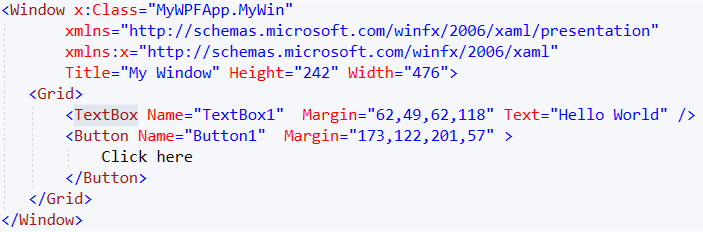 <Window x:Class="MyWPFApp.MyWin"
xmlns="http://schemas.microsoft.com/winfx/2006/xaml/presentation"
xmlns:x="http://schemas.microsoft.com/winfx/2006/xaml"
Title="My Window" Height="242" Width="476">
<Grid>
<TextBox Name="TextBox1"  Margin="62,49,62,118" Text="Hello World" />
<Button Name="Button1"  Margin="173,122,201,57" >
Click here
</Button>
</Grid>
</Window>